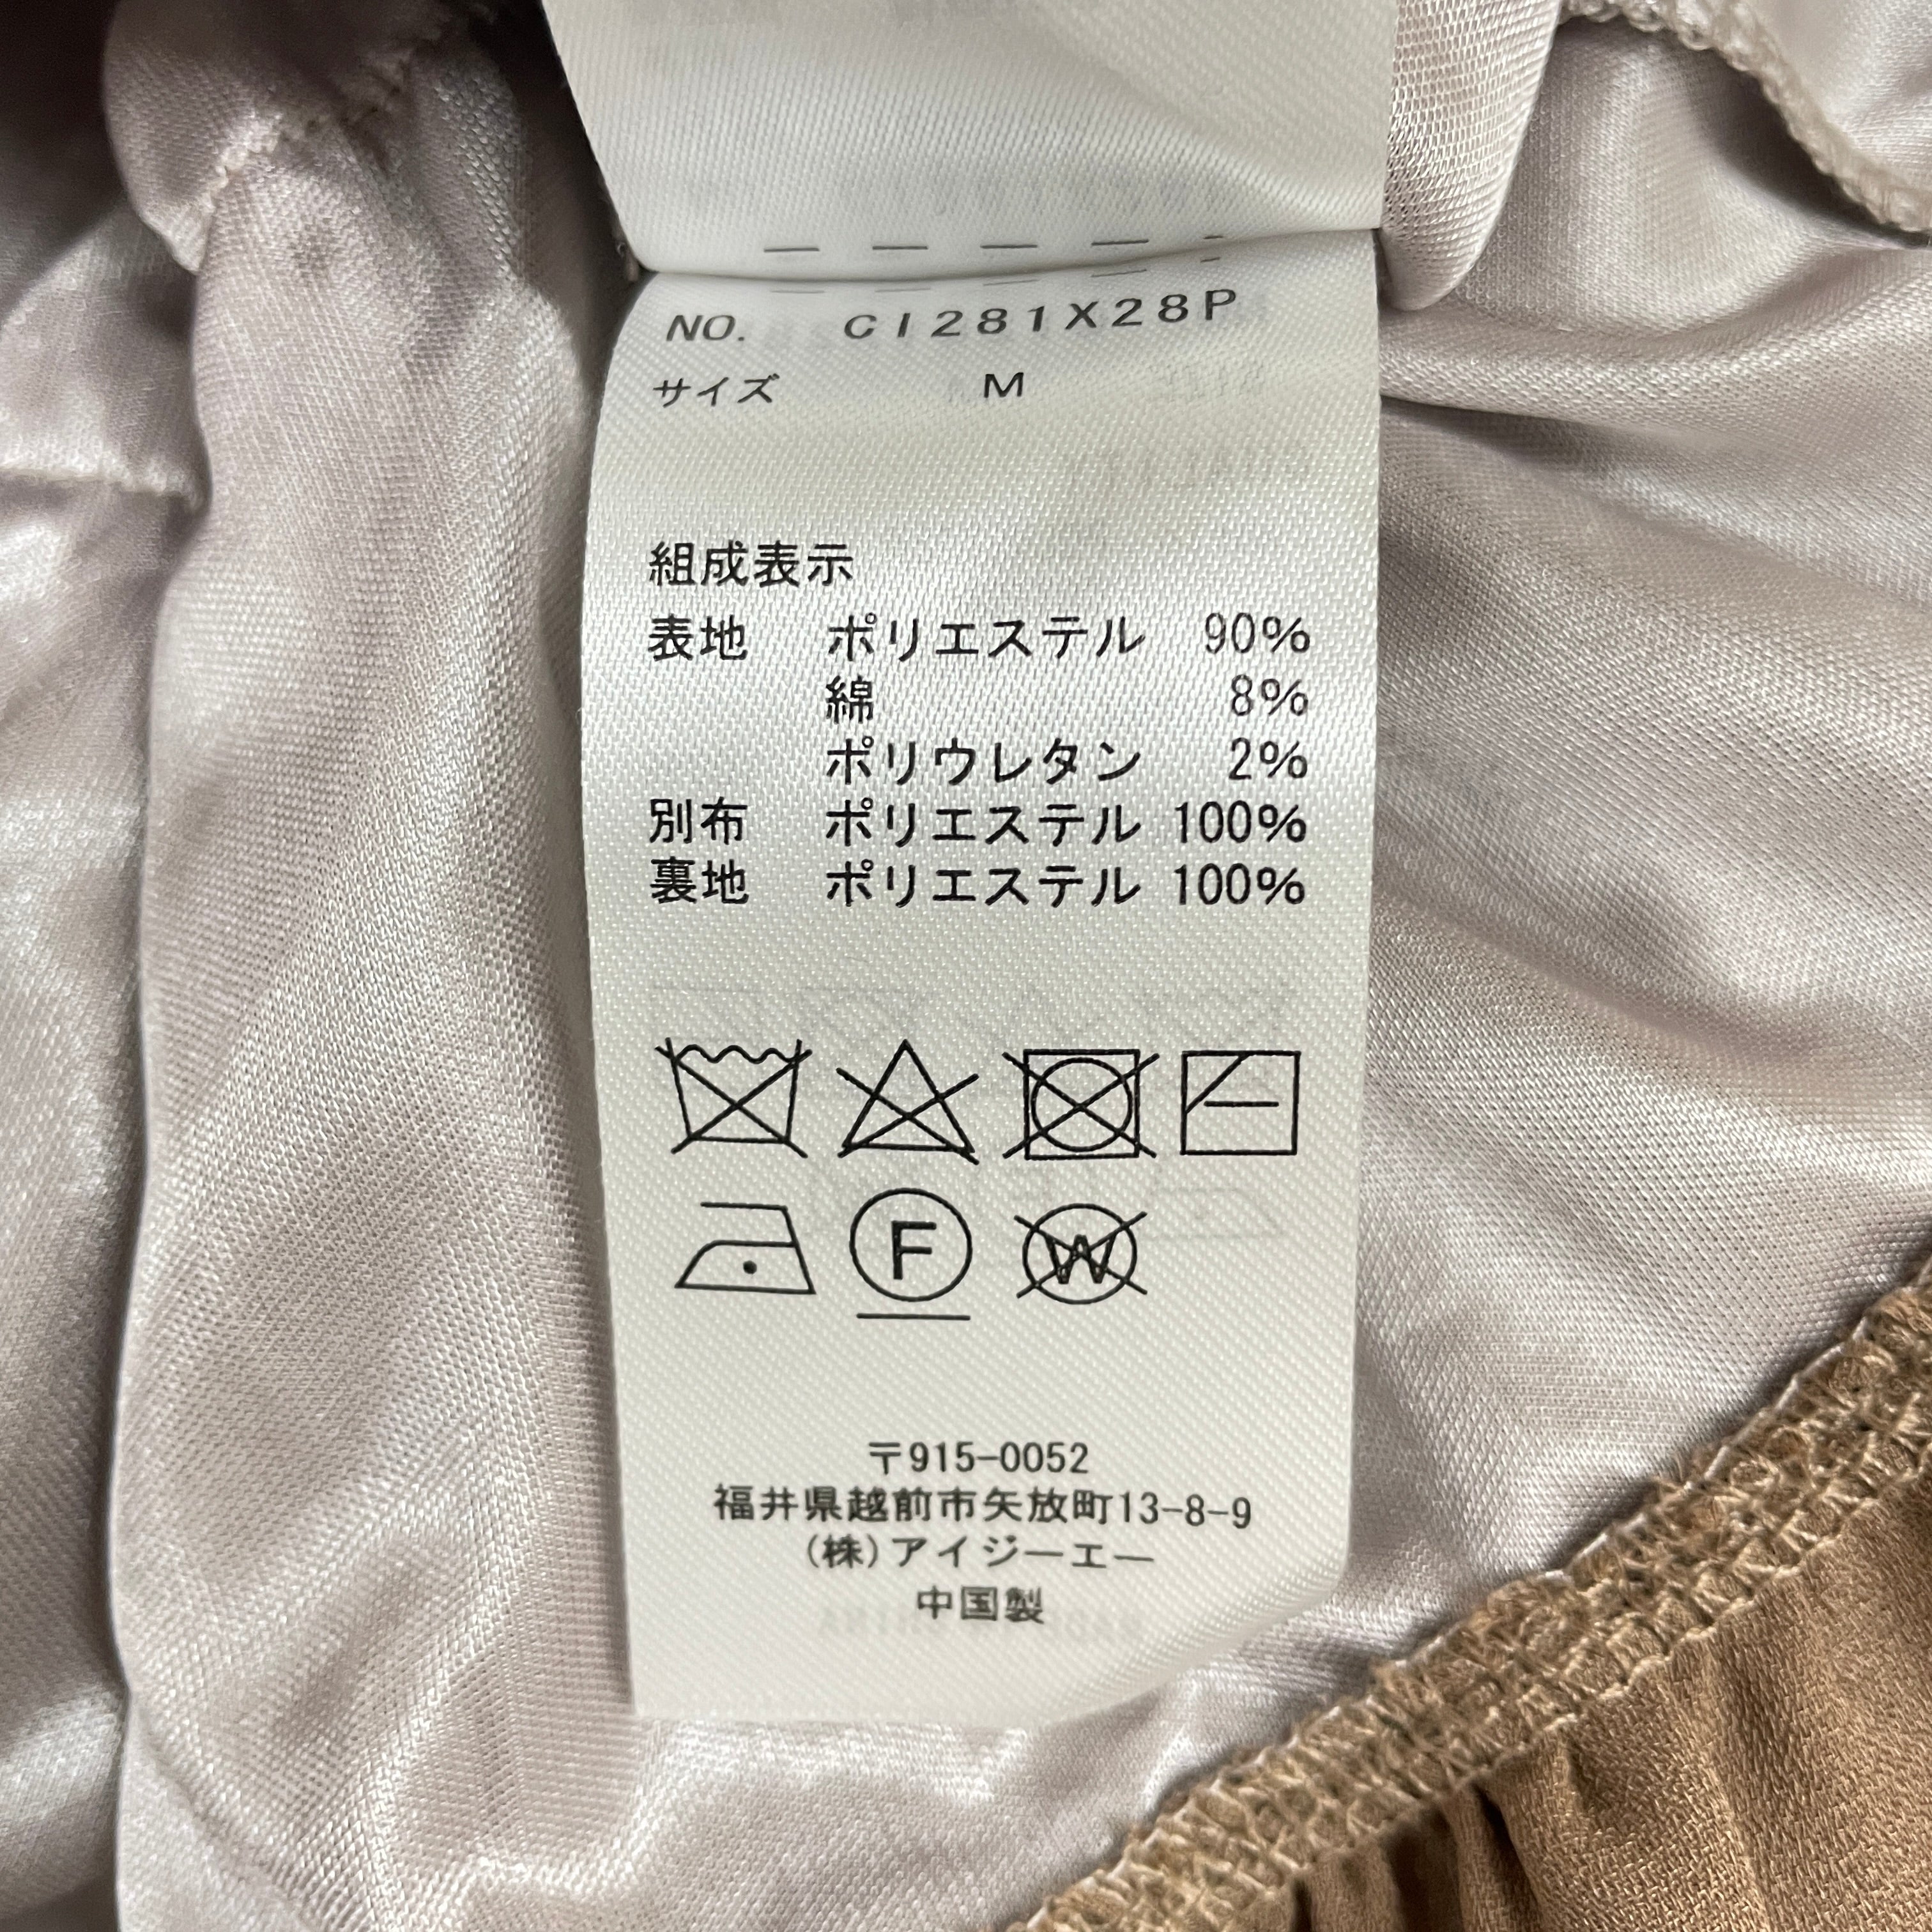 NO. CI281X28P
サイズ M
組成表示
表地 ポリエステル 90%
綿 8%
ポリウレタン 2%
別布 ポリエステル 100%
裏地 ポリエステル 100%
F W
〒915-0052
福井県越前市矢放町13-8-9
(株)アイジーエー
中国製